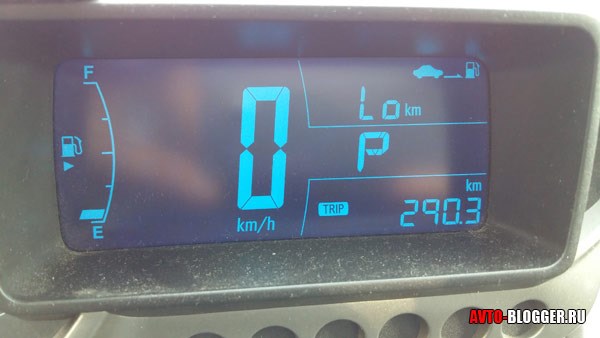 F
Lo km
0
P
km/h
E
TRIP
km
290.3
AVTO-BLOGGER.RU